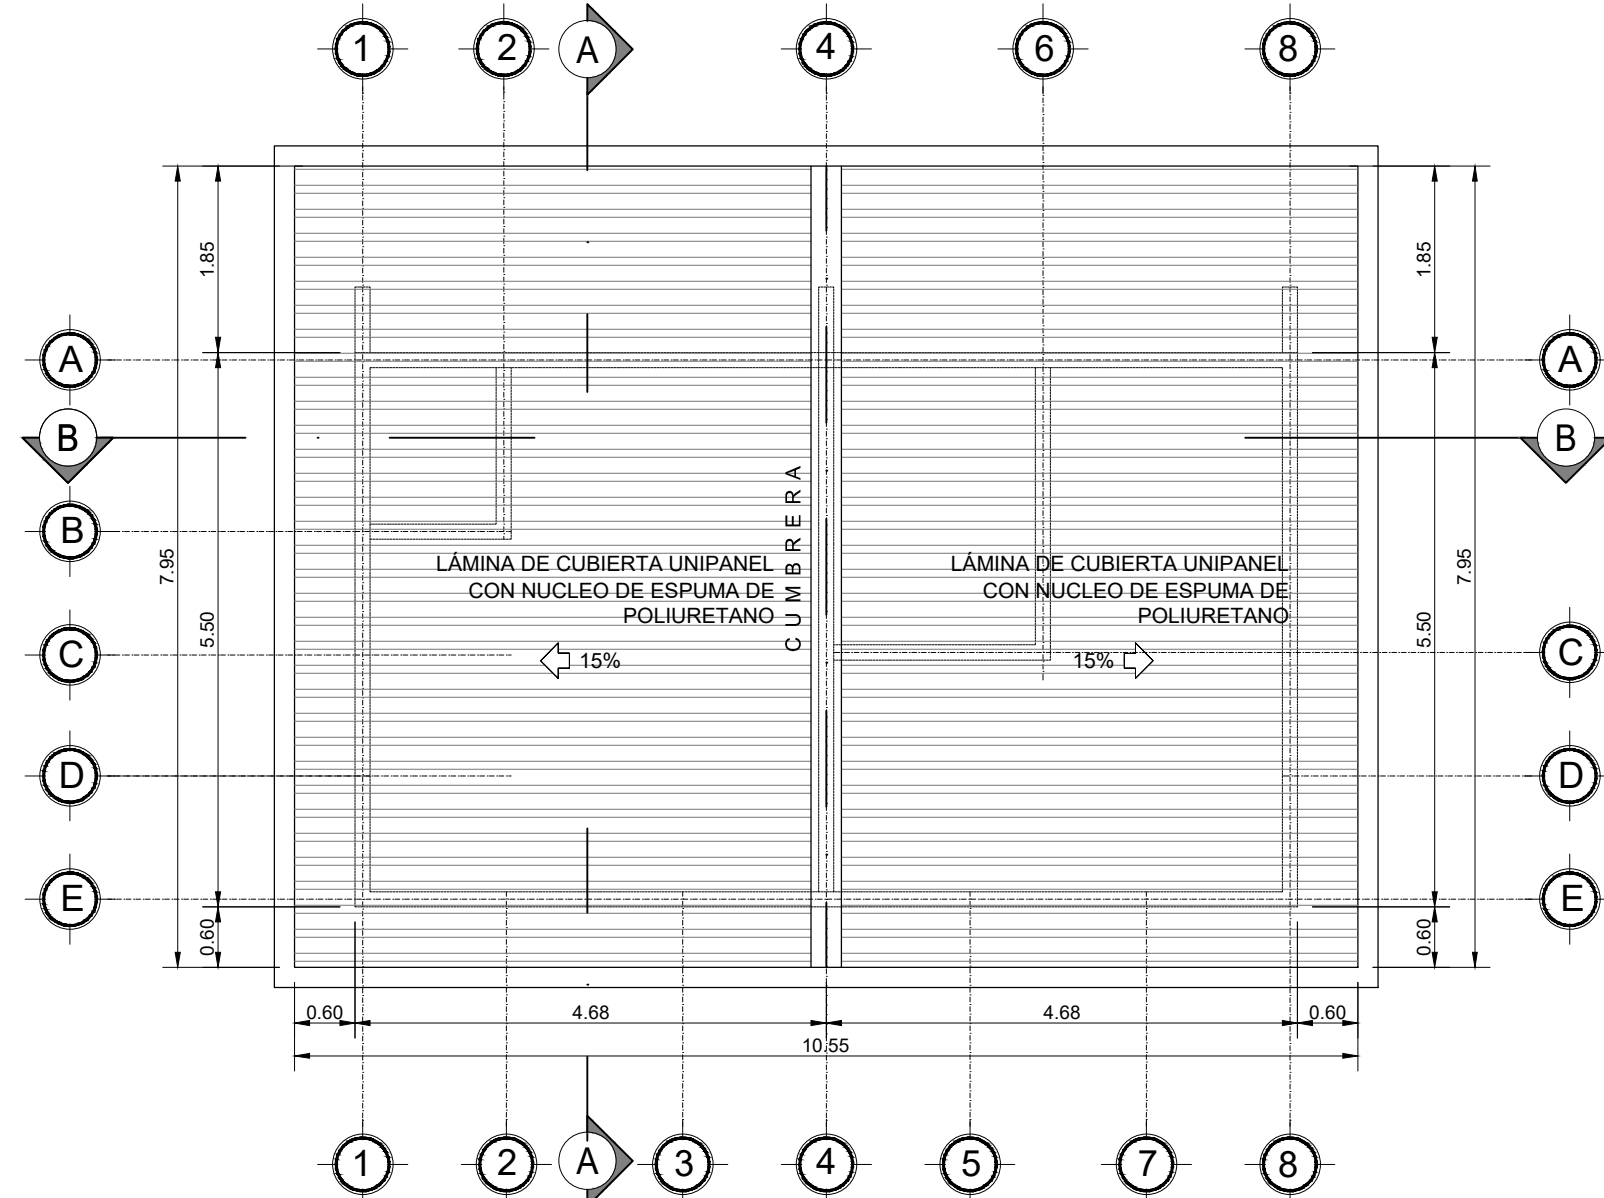 1 2 A 4 6 8
1.85 1.85
A A
B B
CUMBRERA
B
7.95 7.95
LÁMINA DE CUBIERTA UNIPANEL
CON NUCLEO DE ESPUMA DE
POLIURETANO
LÁMINA DE CUBIERTA UNIPANEL
CON NUCLEO DE ESPUMA DE
POLIURETANO
5.50 5.50
C C
15% 15%
D D
E E
0.60 0.60
0.60 4.68 4.68 0.60
10.55
1 2 A 3 4 5 7 8